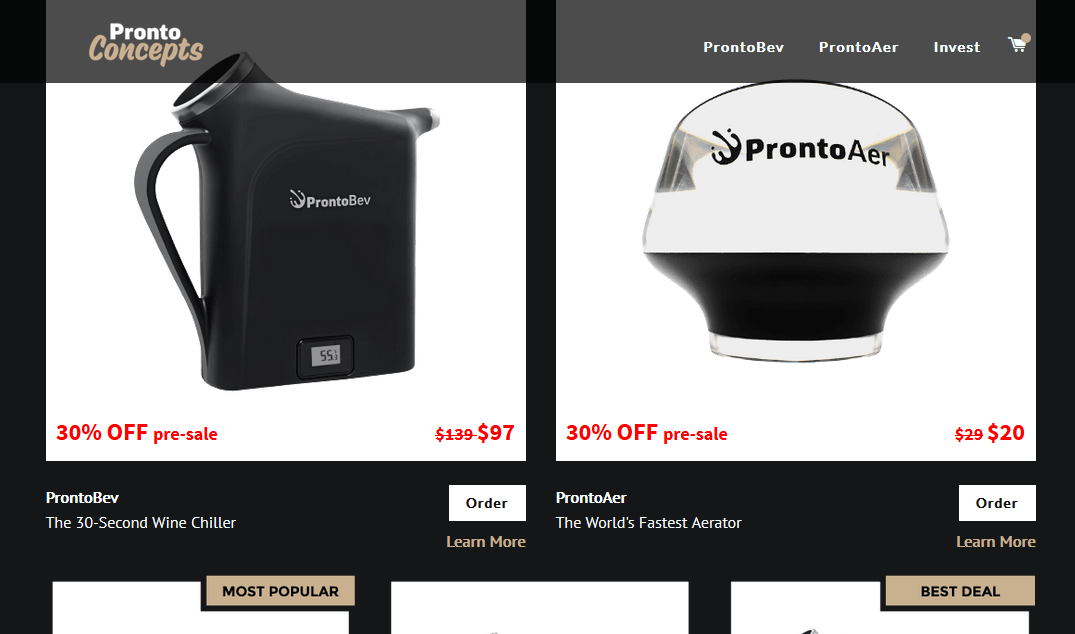 Pronto
Concepts
ProntoBev
ProntoAer
Invest
ProntoBev
55.
ProntoAer
30% OFF pre-sale
$139 $97
30% OFF pre-sale
$29 $20
ProntoBev
The 30-Second Wine Chiller
Order
Learn More
ProntoAer
The World's Fastest Aerator
Order
Learn More
MOST POPULAR
BEST DEAL